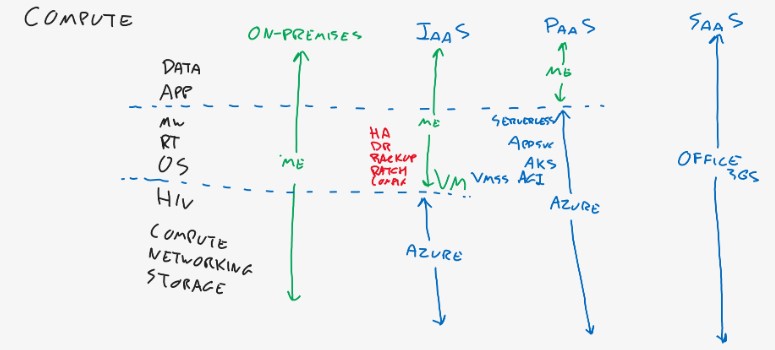 COMPUTE
ON-PREMISES
IAAS
PAAS
SAAS
DATA
APP
MW
RT
OS
HIV
COMPUTE
NETWORKING
STORAGE
ME
ME
HA
DR
BACKUP
PATCH
CONFIG
VM
AZURE
ME
SERVERLESS
APPSVC
AKS
VMSS ACI
AZURE
OFFICE
365